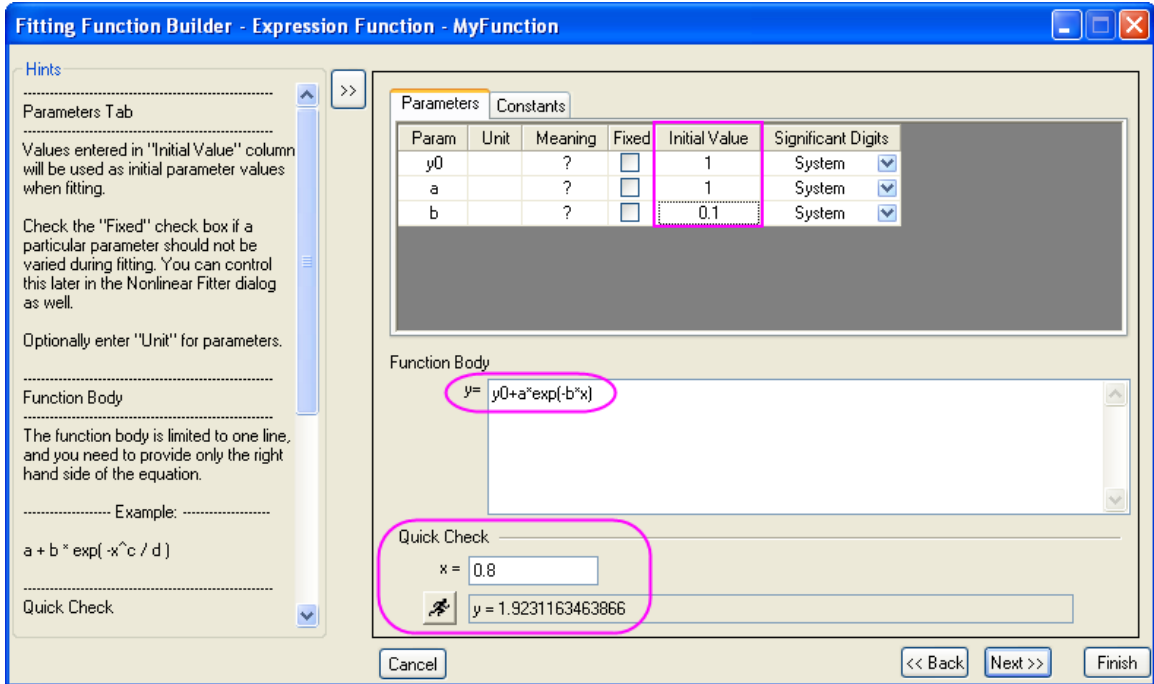 Fitting Function Builder - Expression Function - MyFunction
Hints
Parameters Tab
Values entered in "Initial Value" column
will be used as initial parameter values
when fitting.
Check the "Fixed" check box if a
particular parameter should not be
varied during fitting. You can control
this later in the Nonlinear Fitter dialog
as well.
Optionally enter "Unit" for parameters.
Function Body
The function body is limited to one line,
and you need to provide only the right
hand side of the equation.
-------------------- Example: --------------------
a + b * exp( -x^c / d )
Quick Check
>>
Parameters Constants
Param Unit Meaning Fixed Initial Value Significant Digits
y0 ? 1 System
a ? 1 System
b ? 0.1 System
Function Body
y= y0+a*exp(-b*x)
Quick Check
x = 0.8
y = 1.9231163463866
Cancel << Back Next >> Finish